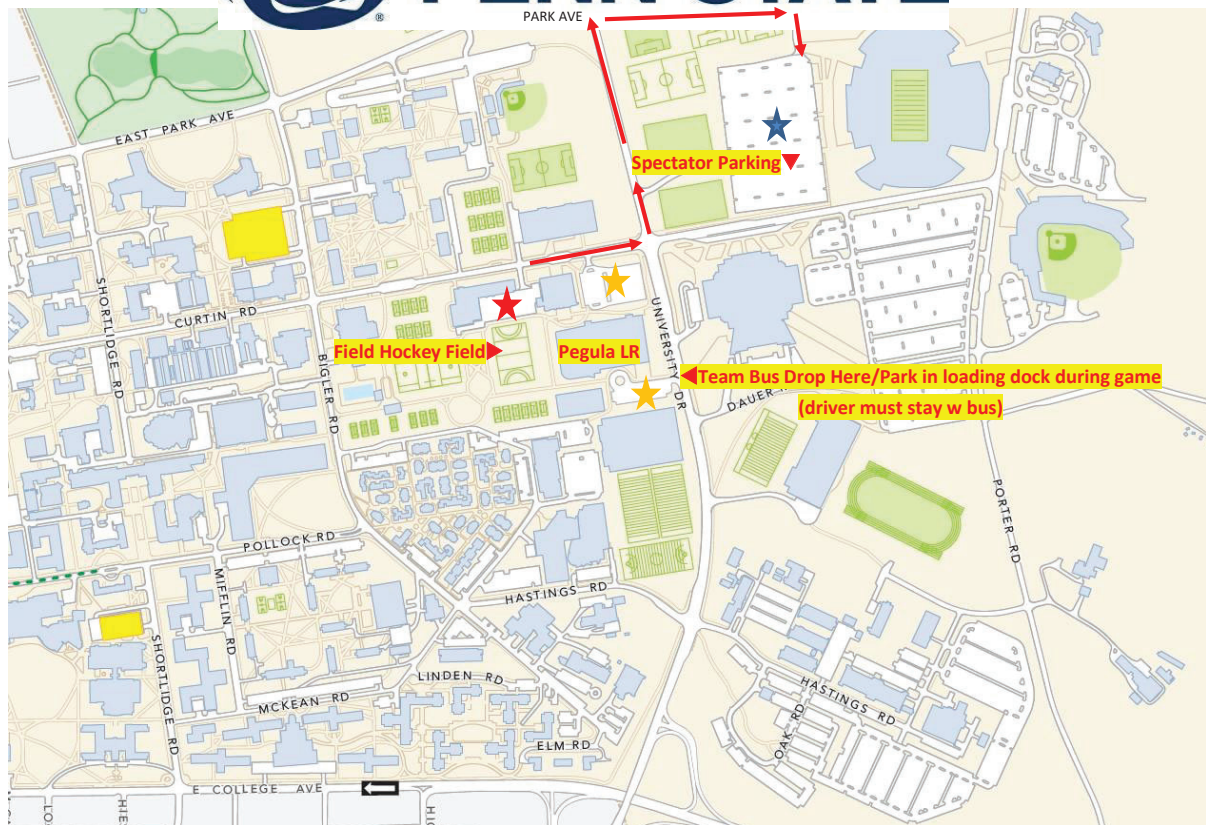 PENN STATE
®
PARK AVE
EAST PARK AVE
Spectator Parking
SHORTLIDGE RD
CURTIN RD
BIGLER RD
UNIVERSITY DR
Field Hockey Field
Pegula LR
Team Bus Drop Here/Park in loading dock during game
(driver must stay w bus)
DAUER
PORTER RD
POLLOCK RD
MIFFLIN RD
HASTINGS RD
SHORTLIDGE RD
LINDEN RD
MCKEAN RD
HASTINGS RD
OAK RD
ELM RD
E COLLEGE AVE